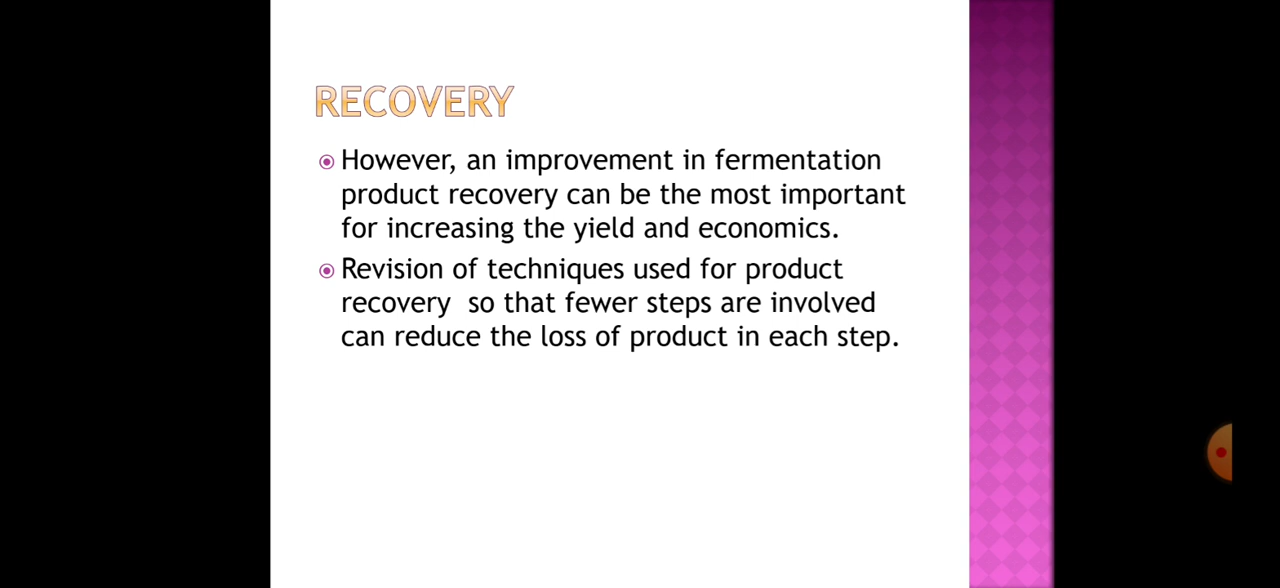 RECOVERY
However, an improvement in fermentation
product recovery can be the most important
for increasing the yield and economics.
Revision of techniques used for product
recovery  so that fewer steps are involved
can reduce the loss of product in each step.